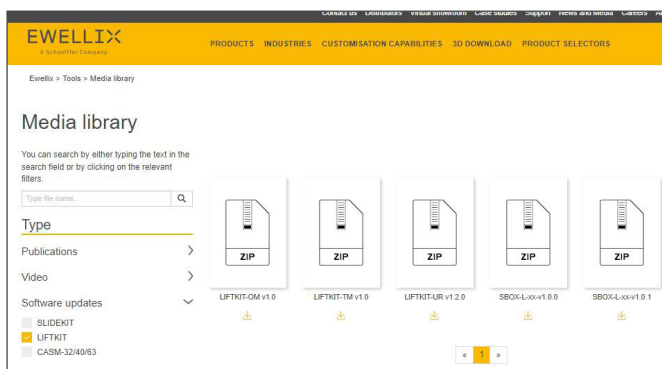 Contact us Distributors Virtual showroom Case studies Support News and Media Careers
EWELLIX
A Schaeffler Company
PRODUCTS INDUSTRIES CUSTOMISATION CAPABILITIES 3D DOWNLOAD PRODUCT SELECTORS
Ewellix > Tools > Media library
Media library
You can search by either typing the text in the
search field or by clicking on the relevant
filters.
Type file name...
Type
Publications
Video
Software updates
SLIDEKIT
LIFTKIT
CASM-32/40/63
ZIP ZIP ZIP ZIP ZIP
LIFTKIT-OM v1.0 LIFTKIT-TM v1.0 LIFTKIT-UR v1.2.0 SBOX-L-xx-v1.0.0 SBOX-L-xx-v1.0.1
« 1 »